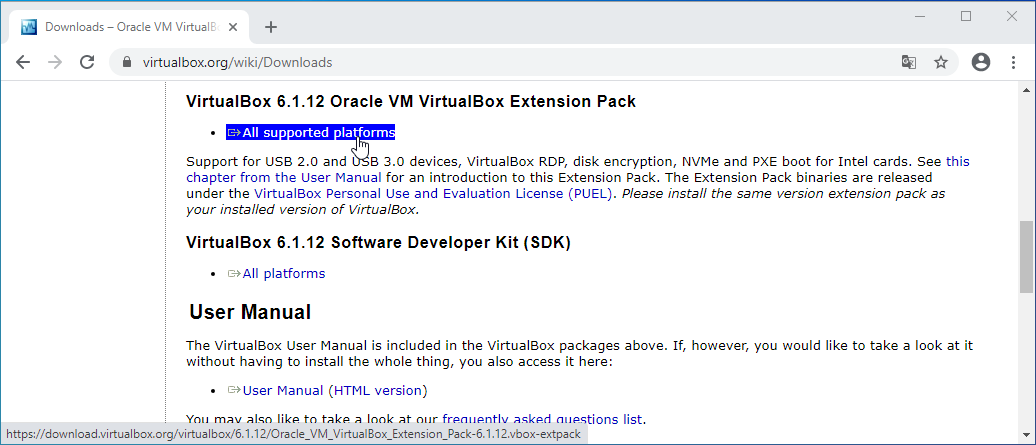 Downloads – Oracle VM VirtualBo
virtualbox.org/wiki/Downloads
VirtualBox 6.1.12 Oracle VM VirtualBox Extension Pack
All supported platforms
Support for USB 2.0 and USB 3.0 devices, VirtualBox RDP, disk encryption, NVMe and PXE boot for Intel cards. See this
chapter from the User Manual for an introduction to this Extension Pack. The Extension Pack binaries are released
under the VirtualBox Personal Use and Evaluation License (PUEL). Please install the same version extension pack as
your installed version of VirtualBox.
VirtualBox 6.1.12 Software Developer Kit (SDK)
All platforms
User Manual
The VirtualBox User Manual is included in the VirtualBox packages above. If, however, you would like to take a look at it
without having to install the whole thing, you also access it here:
User Manual (HTML version)
You may also like to take a look at our frequently asked questions list.
https://download.virtualbox.org/virtualbox/6.1.12/Oracle_VM_VirtualBox_Extension_Pack-6.1.12.vbox-extpack